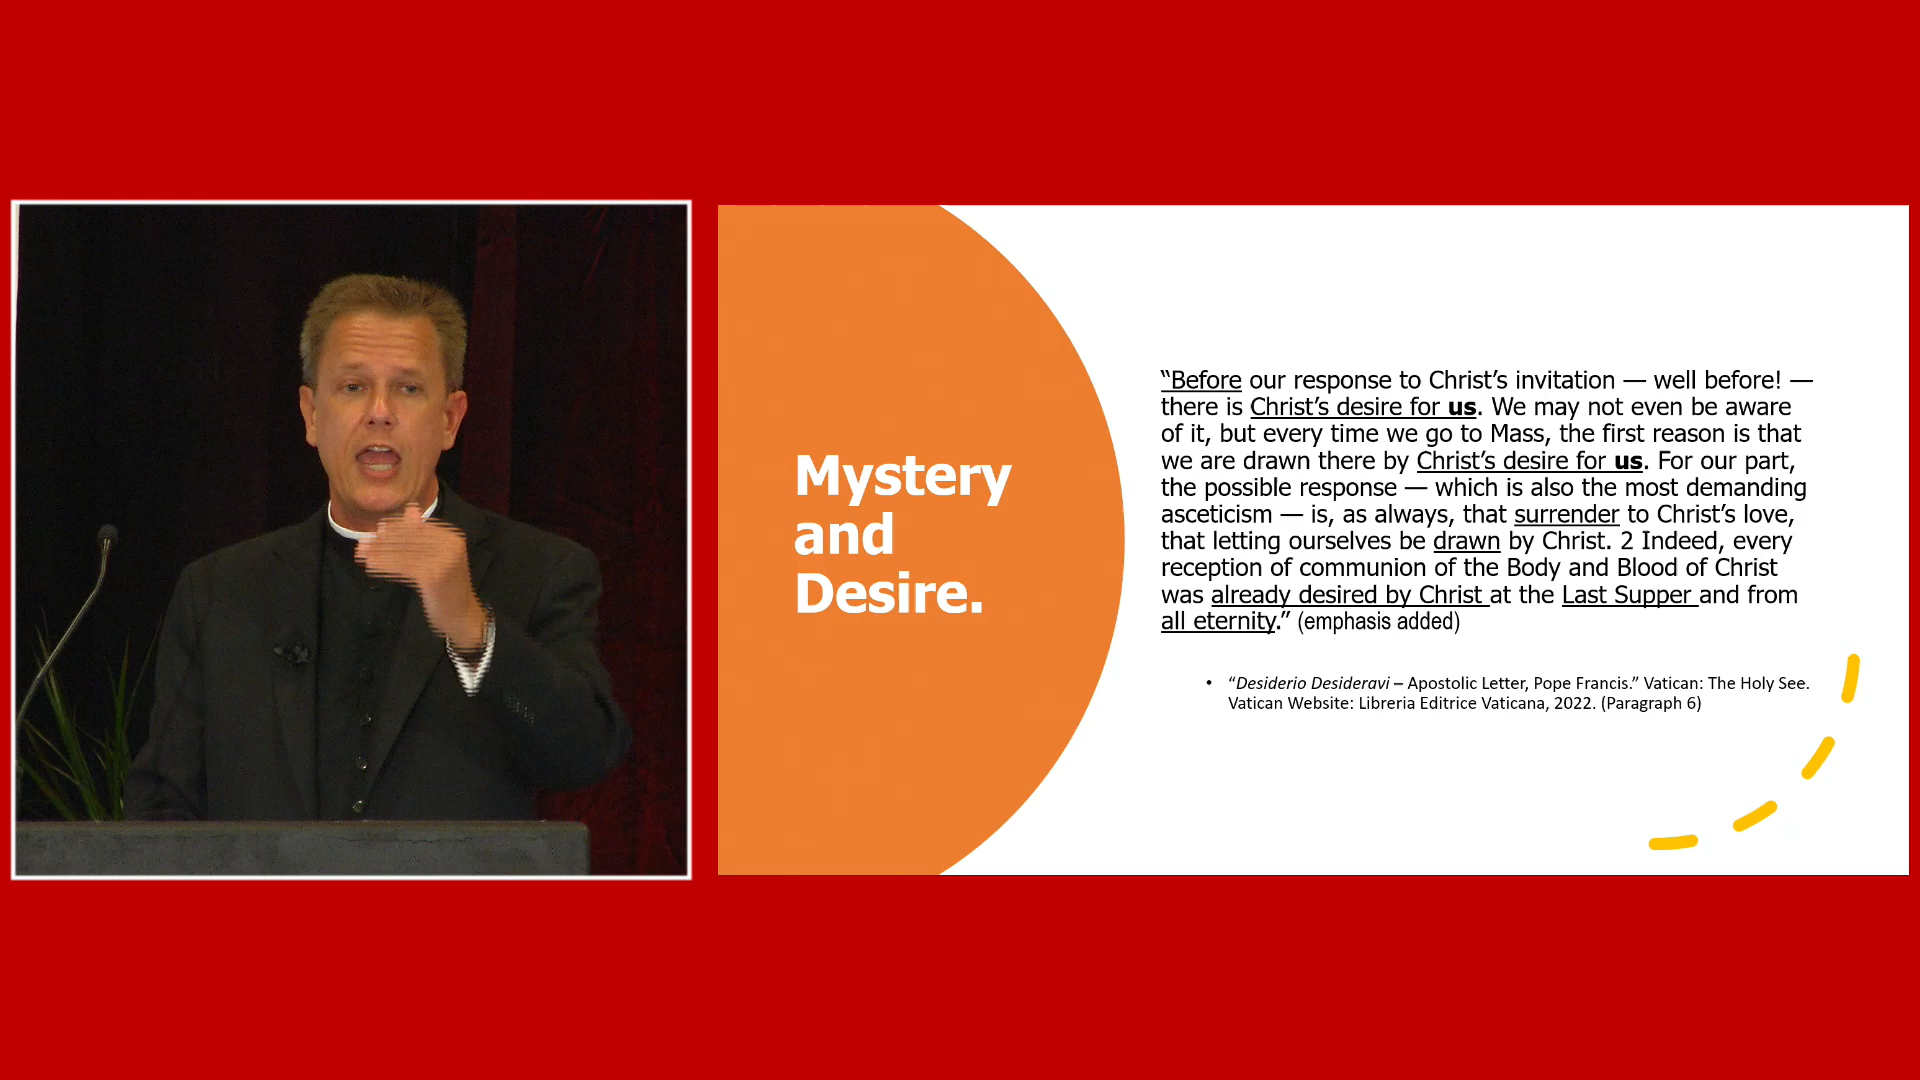 Mystery
and
Desire.
“Before our response to Christ’s invitation — well before! —
there is Christ’s desire for us. We may not even be aware
of it, but every time we go to Mass, the first reason is that
we are drawn there by Christ’s desire for us. For our part,
the possible response — which is also the most demanding
asceticism — is, as always, that surrender to Christ’s love,
that letting ourselves be drawn by Christ. 2 Indeed, every
reception of communion of the Body and Blood of Christ
was already desired by Christ at the Last Supper and from
all eternity.” (emphasis added)
• “Desiderio Desideravi – Apostolic Letter, Pope Francis.” Vatican: The Holy See.
Vatican Website: Libreria Editrice Vaticana, 2022. (Paragraph 6)